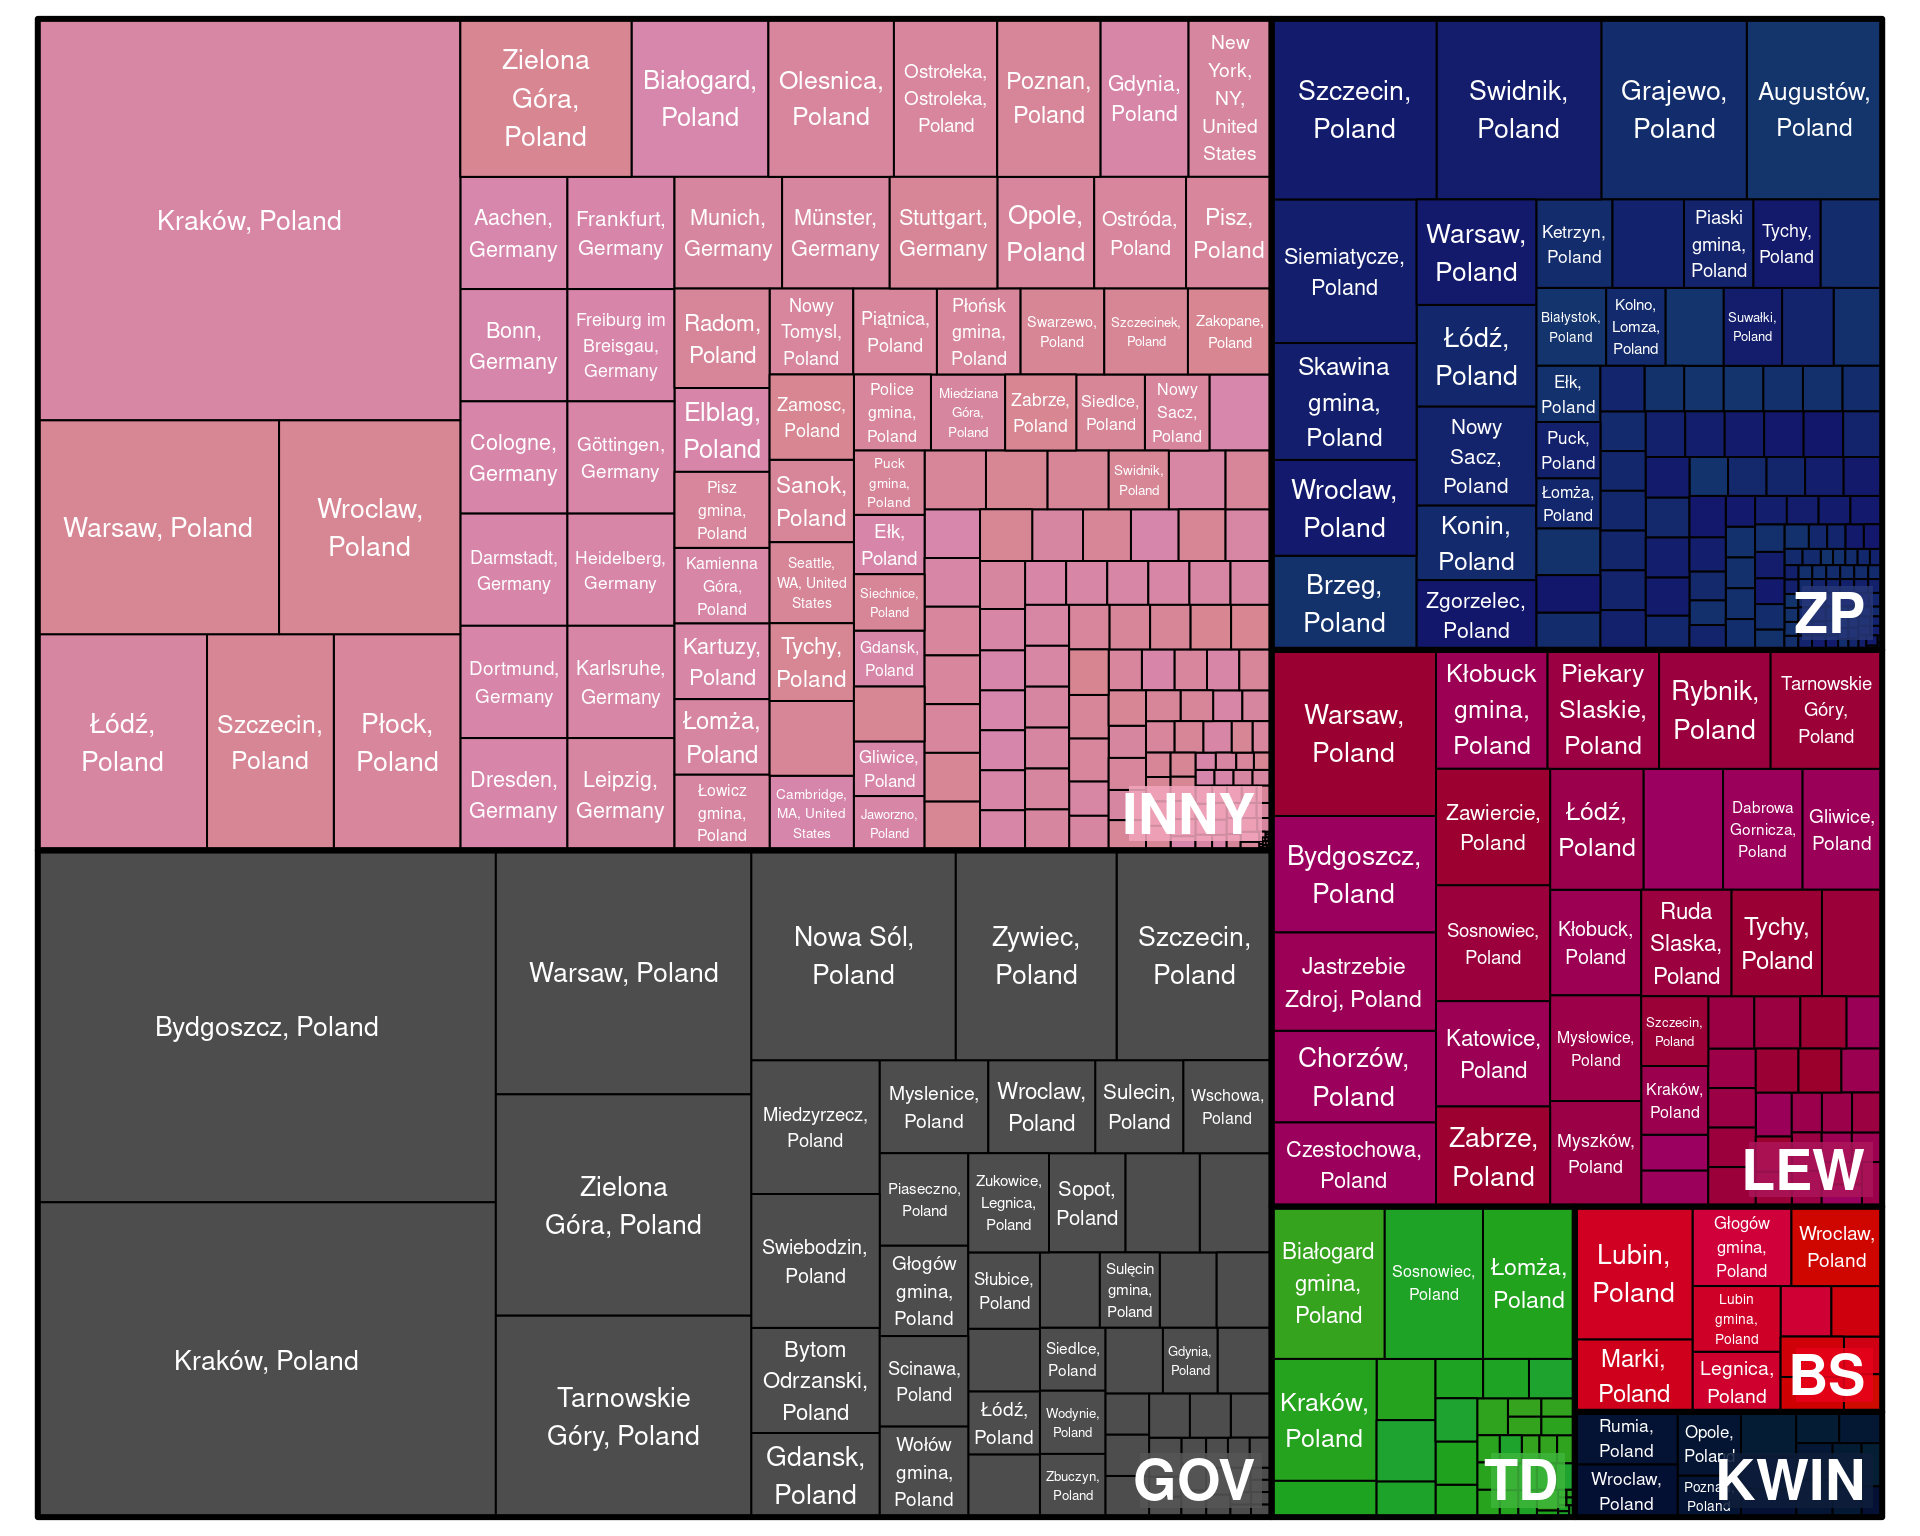 Kraków, Poland
Warsaw, Poland
Wroclaw,
Poland
Łódź,
Poland
Szczecin,
Poland
Płock,
Poland
Zielona
Góra,
Poland
Białogard,
Poland
Olesnica,
Poland
Ostrołeka,
Ostroleka,
Poland
Poznan,
Poland
Gdynia,
Poland
New
York,
NY,
United
States
Aachen,
Germany
Frankfurt,
Germany
Munich,
Germany
Münster,
Germany
Stuttgart,
Germany
Opole,
Poland
Ostróda,
Poland
Pisz,
Poland
Bonn,
Germany
Freiburg im
Breisgau,
Germany
Cologne,
Germany
Göttingen,
Germany
Darmstadt,
Germany
Heidelberg,
Germany
Dortmund,
Germany
Karlsruhe,
Germany
Dresden,
Germany
Leipzig,
Germany
Radom,
Poland
Elblag,
Poland
Pisz
gmina,
Poland
Kamienna
Góra,
Poland
Kartuzy,
Poland
Łomża,
Poland
Łowicz
gmina,
Poland
Nowy
Tomysl,
Poland
Piątnica,
Poland
Płońsk
gmina,
Poland
Swarzewo,
Poland
Szczecinek,
Poland
Zakopane,
Poland
Zamosc,
Poland
Sanok,
Poland
Seattle,
WA, United
States
Tychy,
Poland
Cambridge,
MA, United
States
Police
gmina,
Poland
Miedziana
Góra,
Poland
Zabrze,
Poland
Siedlce,
Poland
Nowy
Sacz,
Poland
Puck
gmina,
Poland
Swidnik,
Poland
Ełk,
Poland
Siechnice,
Poland
Gdansk,
Poland
Gliwice,
Poland
Jaworzno,
Poland
INNY
Bydgoszcz, Poland
Kraków, Poland
Warsaw, Poland
Zielona
Góra, Poland
Tarnowskie
Góry, Poland
Nowa Sól,
Poland
Zywiec,
Poland
Szczecin,
Poland
Miedzyrzecz,
Poland
Swiebodzin,
Poland
Bytom
Odrzanski,
Poland
Gdansk,
Poland
Myslenice,
Poland
Wroclaw,
Poland
Sulecin,
Poland
Wschowa,
Poland
Piaseczno,
Poland
Głogów
gmina,
Poland
Scinawa,
Poland
Wołów
gmina,
Poland
Zukowice,
Legnica,
Poland
Sopot,
Poland
Słubice,
Poland
Sulęcin
gmina,
Poland
Łódź,
Poland
Siedlce,
Poland
Gdynia,
Poland
Wodynie,
Poland
Zbuczyn,
Poland
GOV
Szczecin,
Poland
Swidnik,
Poland
Grajewo,
Poland
Augustów,
Poland
Siemiatycze,
Poland
Skawina
gmina,
Poland
Wroclaw,
Poland
Brzeg,
Poland
Warsaw,
Poland
Łódź,
Poland
Nowy
Sacz,
Poland
Konin,
Poland
Zgorzelec,
Poland
Ketrzyn,
Poland
Piaski
gmina,
Poland
Tychy,
Poland
Białystok,
Poland
Kolno,
Lomza,
Poland
Suwałki,
Poland
Ełk,
Poland
Puck,
Poland
Łomża,
Poland
ZP
Warsaw,
Poland
Bydgoszcz,
Poland
Jastrzebie
Zdroj, Poland
Chorzów,
Poland
Czestochowa,
Poland
Kłobuck
gmina,
Poland
Piekary
Slaskie,
Poland
Rybnik,
Poland
Tarnowskie
Góry,
Poland
Zawiercie,
Poland
Sosnowiec,
Poland
Katowice,
Poland
Zabrze,
Poland
Łódź,
Poland
Dabrowa
Gornicza,
Poland
Gliwice,
Poland
Kłobuck,
Poland
Mysłowice,
Poland
Myszków,
Poland
Ruda
Slaska,
Poland
Tychy,
Poland
Szczecin,
Poland
Kraków,
Poland
LEW
Białogard
gmina,
Poland
Sosnowiec,
Poland
Łomża,
Poland
Kraków,
Poland
TD
Lubin,
Poland
Marki,
Poland
Głogów
gmina,
Poland
Wroclaw,
Poland
Lubin
gmina,
Poland
Legnica,
Poland
BS
Rumia,
Poland
Wroclaw,
Poland
Opole,
Poland
Poznan,
Poland
KWIN